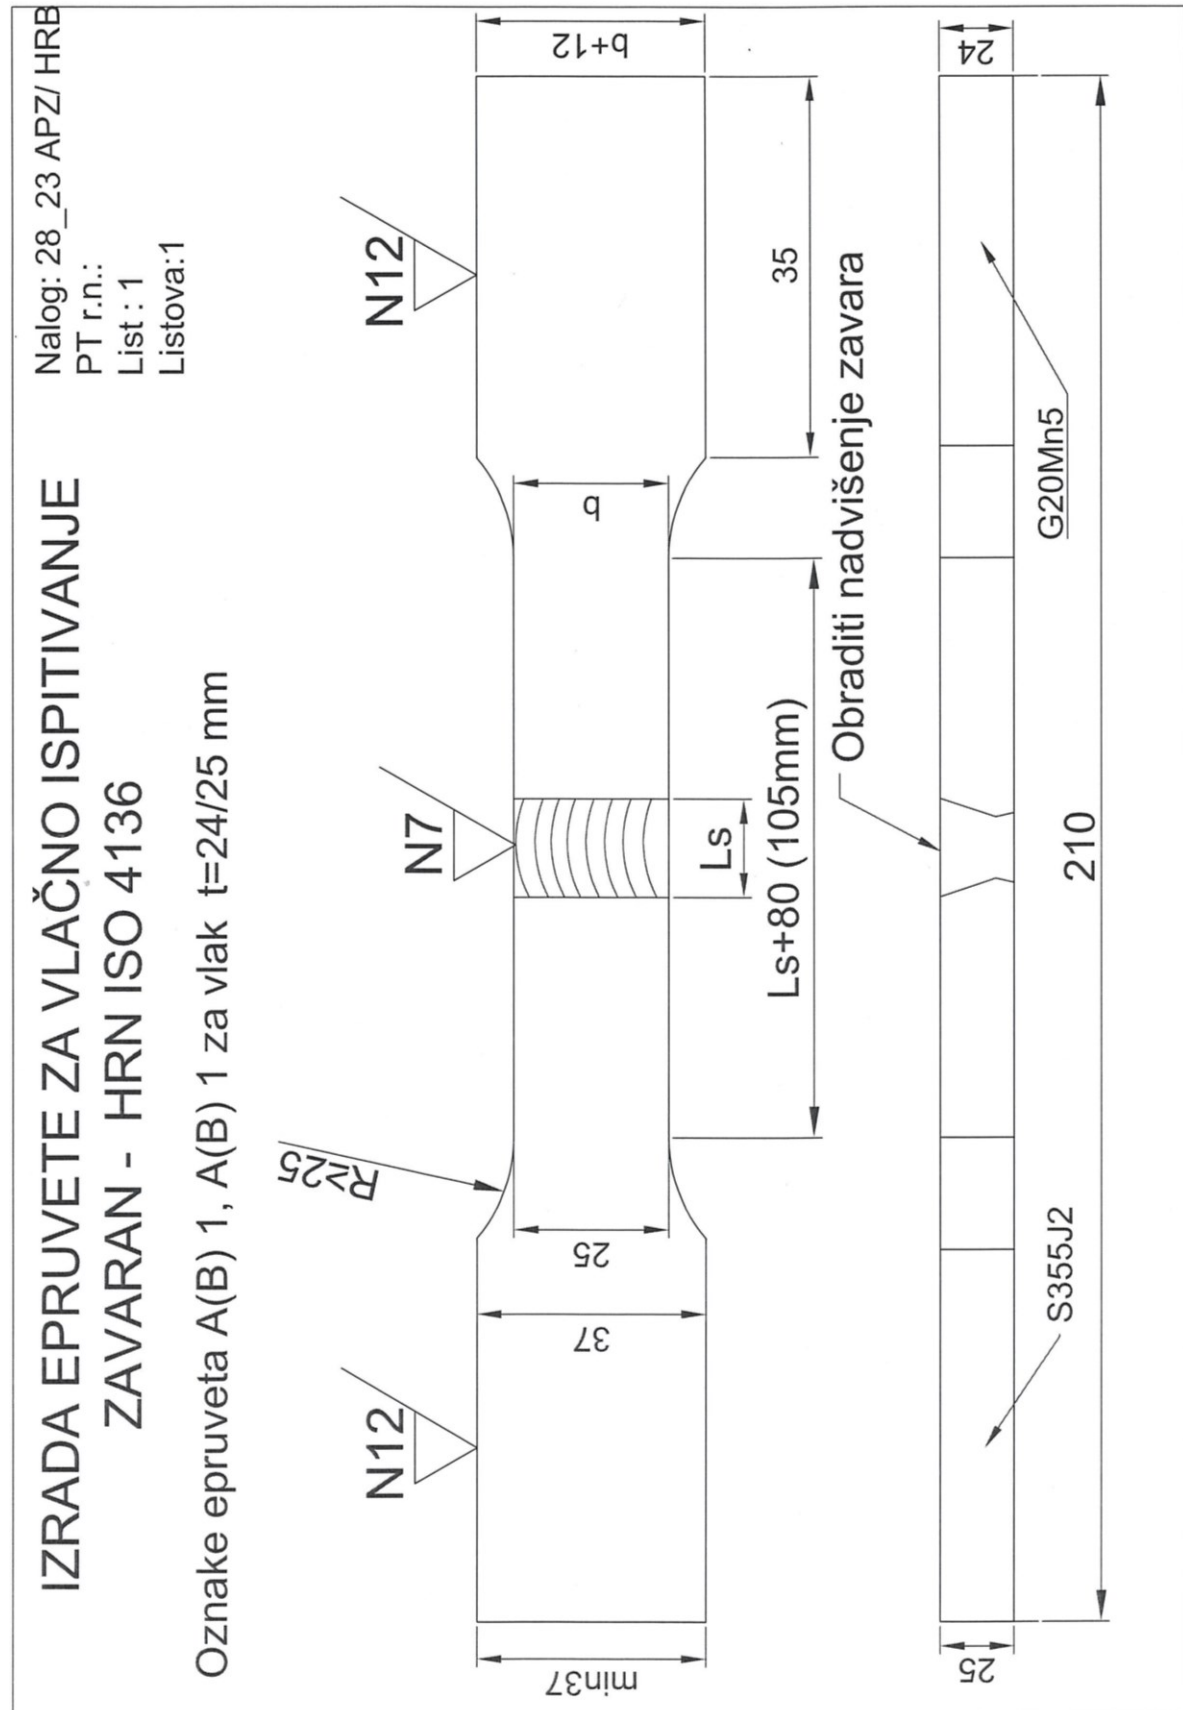 IZRADA EPRUVETE ZA VLAČNO ISPITIVANJE
ZAVARAN - HRN ISO 4136
Nalog: 28_23 APZ/ HRB
PT r.n.:
List : 1
Listova:1
Oznake epruveta A(B) 1, A(B) 1 za vlak t=24/25 mm
N12
R≥25
N7
N12
min37
37
25
b
b+12
Ls
35
Ls+80 (105mm)
Obraditi nadvišenje zavara
25
24
S355J2
G20Mn5
210